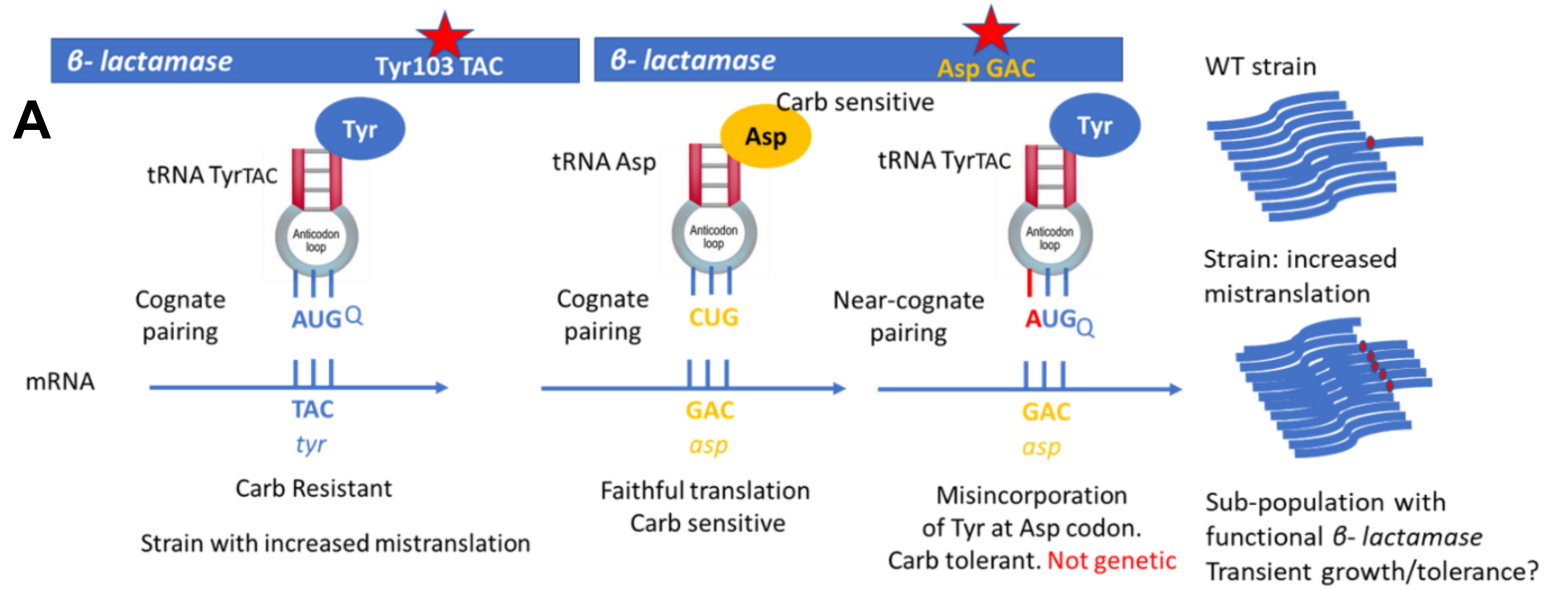 A
β- lactamase
Tyr103 TAC
Tyr
tRNA TyrTAC
Anticodon
loop
Cognate
pairing
AUGQ
mRNA
TAC
tyr
Carb Resistant
Strain with increased mistranslation
β- lactamase
Asp GAC
Carb sensitive
Asp
tRNA Asp
Anticodon
loop
Cognate
pairing
CUG
GAC
asp
Faithful translation
Carb sensitive
Tyr
tRNA TyrTAC
Anticodon
loop
Near-cognate
pairing
AUGQ
GAC
asp
Misincorporation
of Tyr at Asp codon.
Carb tolerant. Not genetic
WT strain
Strain: increased
mistranslation
Sub-population with
functional β- lactamase
Transient growth/tolerance?